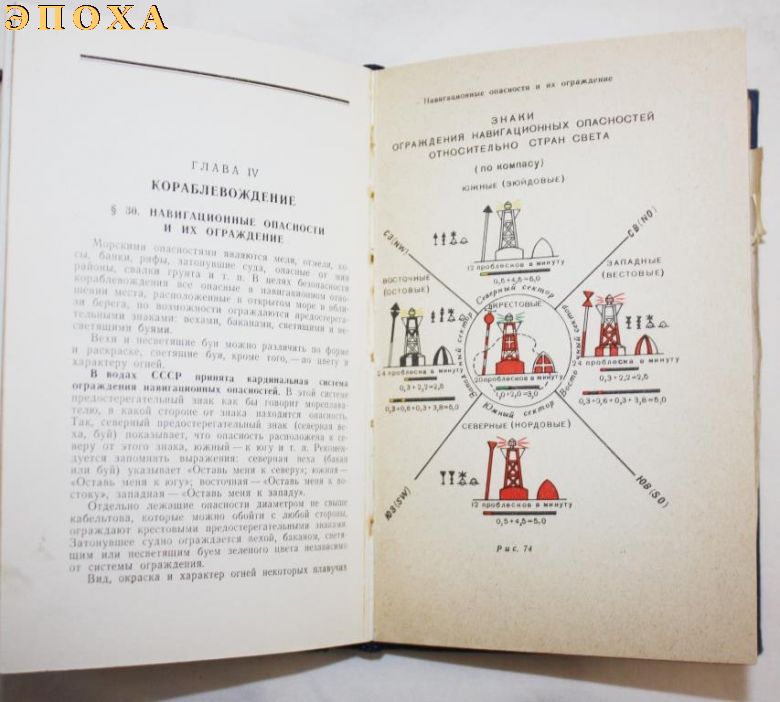 ЭПОХА
ГЛАВА IV
КОРАБЛЕВОЖДЕНИЕ
§ 30. НАВИГАЦИОННЫЕ ОПАСНОСТИ
И ИХ ОГРАЖДЕНИЕ
Морскими опасностями являются мели, отмели, ко-
сы, банки, рифы, затонувшие суда, опасные от мин
районы, свалки грунта и т. п. В целях безопасности
кораблевождения все опасные в навигационном отно-
шении места, расположенные в открытом море и вбли-
зи берега, по возможности ограждаются предостерега-
тельными знаками: вехами, баканами, светящими и не-
светящими буями.
Вехи и несветящие буи можно различать по форме
и раскраске, светящие буи, кроме того, — по цвету и
характеру огней.
В водах СССР принята кардинальная система
ограждения навигационных опасностей. В этой системе
предостерегательный знак как бы говорит мореплава-
телю, в какой стороне от знака находится опасность.
Так, северный предостерегательный знак (северная ве-
ха, буй) показывает, что опасность расположена к се-
веру от этого знака, южный — к югу и т. п. Рекомен-
дуется запомнить выражения: северная веха (бакан
или буй) указывает «Оставь меня к северу»; южная —
«Оставь меня к югу»; восточная — «Оставь меня к во-
стоку», западная — «Оставь меня к западу».
Отдельно лежащие опасности диаметром не свыше
кабельтова, которые можно обойти с любой стороны,
ограждают крестовыми предостерегательными знаками.
Затонувшее судно ограждается вехой, баканом, светя-
щим или несветящим буем зеленого цвета независимо
от системы ограждения.
Вид, окраска и характер огней некоторых плавучих
Навигационные опасности и их ограждение
ЗНАКИ
ОГРАЖДЕНИЯ НАВИГАЦИОННЫХ ОПАСНОСТЕЙ
ОТНОСИТЕЛЬНО СТРАН СВЕТА
(по компасу)
ЮЖНЫЕ (ЗЮЙДОВЫЕ)
СЗ(NW)
СВ(NO)
12 проблесков в минуту
0,5+4,5=5,0
ВОСТОЧНЫЕ
(ОСТОВЫЕ)
ЗАПАДНЫЕ
(ВЕСТОВЫЕ)
Северный сектор
КРЕСТОВЫЕ
Западный сектор
Восточный сектор
24 проблеска в минуту
0,3+2,2=2,5
0,3+0,6+0,3+3,8=5,0
20 проблесков в минуту
1,0+2,0=3,0
24 проблеска в минуту
0,3+2,2=2,5
0,3+0,6+0,3+3,8=5,0
Южный сектор
СЕВЕРНЫЕ (НОРДОВЫЕ)
12 проблесков в минуту
0,5+4,5=5,0
ЮЗ(SW)
ЮВ(SO)
Рис. 74